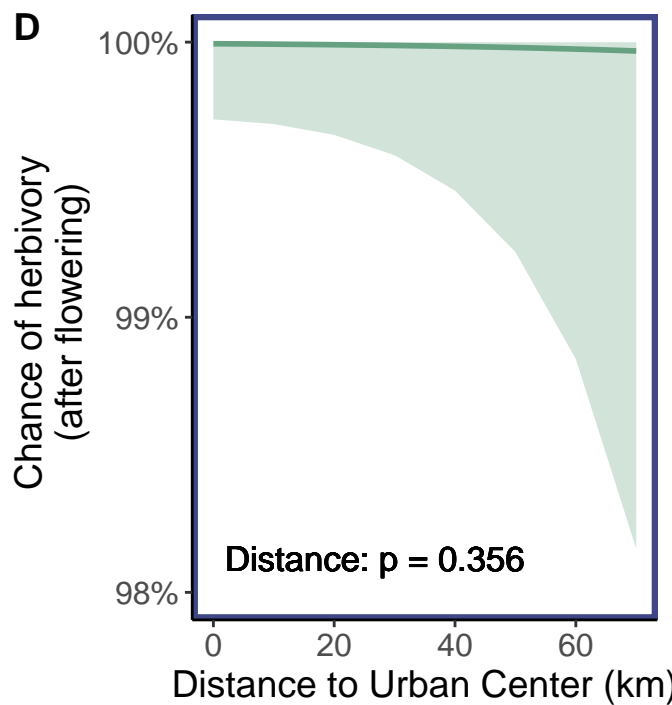 D
100%
99%
98%
Chance of herbivory
(after flowering)
Distance: p = 0.356
0 20 40 60
Distance to Urban Center (km)